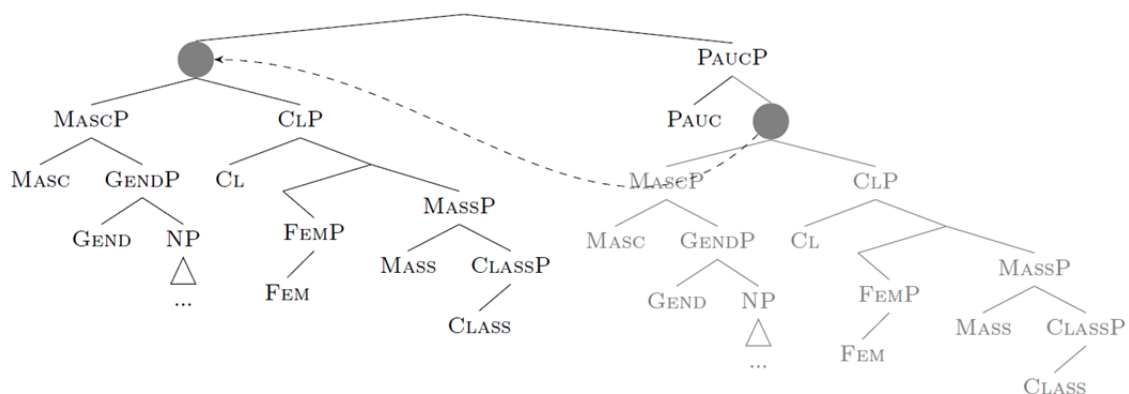 PAUCP
MASCP CLP PAUC
MASC GENDP CL MASCP CLP
MASSP
GEND NP FEMP MASC GENDP CL
MASS CLASSP MASSP
... FEM GEND NP FEMP
CLASS MASS CLASSP
... FEM
CLASS